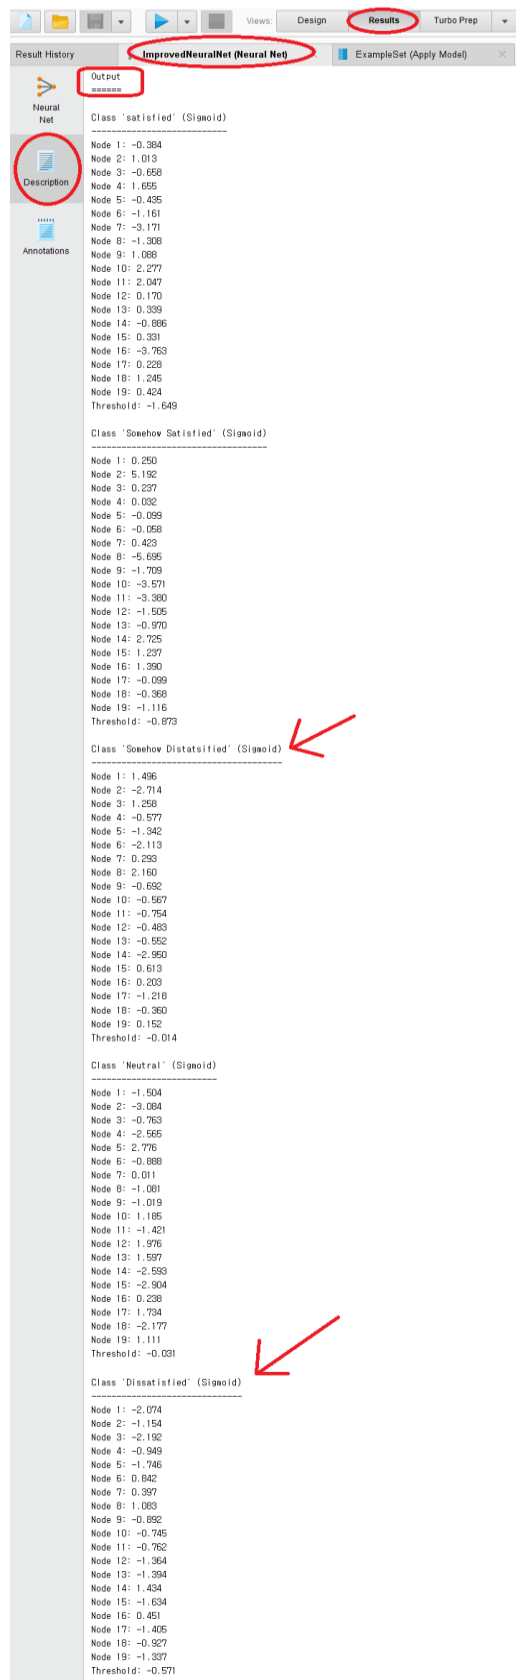 Views: Design Results Turbo Prep
Result History ImprovedNeuralNet (Neural Net) ExampleSet (Apply Model)
Neural
Net
Description
Annotations
Output
======
Class 'satisfied' (Sigmoid)
---------------------------
Node 1: -0.384
Node 2: 1.013
Node 3: -0.658
Node 4: 1.655
Node 5: -0.435
Node 6: -1.161
Node 7: -3.171
Node 8: -1.308
Node 9: 1.088
Node 10: 2.277
Node 11: 2.047
Node 12: 0.170
Node 13: 0.339
Node 14: -0.886
Node 15: 0.331
Node 16: -3.763
Node 17: 0.228
Node 18: 1.245
Node 19: 0.424
Threshold: -1.649
Class 'Somehow Satisfied' (Sigmoid)
-----------------------------------
Node 1: 0.250
Node 2: 5.192
Node 3: 0.237
Node 4: 0.032
Node 5: -0.099
Node 6: -0.058
Node 7: 0.423
Node 8: -5.695
Node 9: -1.709
Node 10: -3.571
Node 11: -3.380
Node 12: -1.505
Node 13: -0.970
Node 14: 2.725
Node 15: 1.237
Node 16: 1.390
Node 17: -0.099
Node 18: -0.368
Node 19: -1.116
Threshold: -0.873
Class 'Somehow Distatsified' (Sigmoid)
--------------------------------------
Node 1: 1.496
Node 2: -2.714
Node 3: 1.258
Node 4: -0.577
Node 5: -1.342
Node 6: -2.113
Node 7: 0.293
Node 8: 2.160
Node 9: -0.692
Node 10: -0.567
Node 11: -0.754
Node 12: -0.483
Node 13: -0.552
Node 14: -2.950
Node 15: 0.613
Node 16: 0.203
Node 17: -1.218
Node 18: -0.360
Node 19: 0.152
Threshold: -0.014
Class 'Neutral' (Sigmoid)
-------------------------
Node 1: -1.504
Node 2: -3.084
Node 3: -0.763
Node 4: -2.565
Node 5: 2.776
Node 6: -0.888
Node 7: 0.011
Node 8: -1.081
Node 9: -1.019
Node 10: 1.185
Node 11: -1.421
Node 12: 1.976
Node 13: 1.597
Node 14: -2.593
Node 15: -2.904
Node 16: 0.238
Node 17: 1.734
Node 18: -2.177
Node 19: 1.111
Threshold: -0.031
Class 'Dissatisfied' (Sigmoid)
------------------------------
Node 1: -2.074
Node 2: -1.154
Node 3: -2.192
Node 4: -0.949
Node 5: -1.746
Node 6: 0.842
Node 7: 0.397
Node 8: 1.083
Node 9: -0.892
Node 10: -0.745
Node 11: -0.762
Node 12: -1.364
Node 13: -1.394
Node 14: 1.434
Node 15: -1.634
Node 16: 0.451
Node 17: -1.405
Node 18: -0.927
Node 19: -1.337
Threshold: -0.571